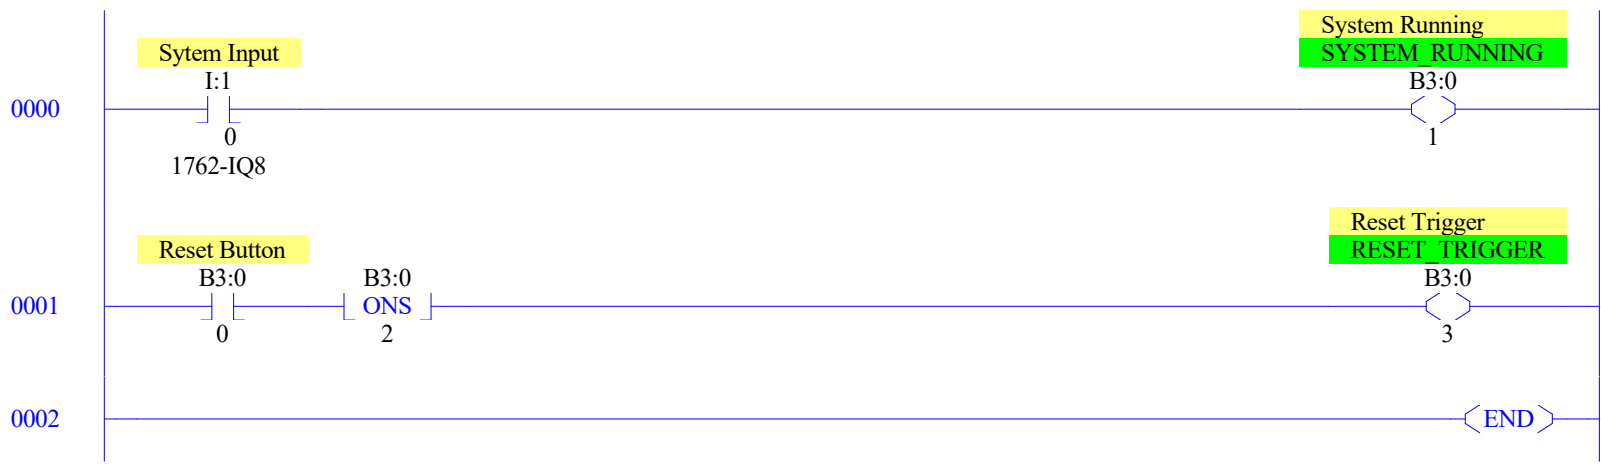 System Running
Sytem Input
SYSTEM_RUNNING
I:1
B3:0
0000
0
1
1762-IQ8
Reset Trigger
Reset Button
RESET_TRIGGER
B3:0
B3:0
B3:0
0001
ONS
0
2
3
0002
END